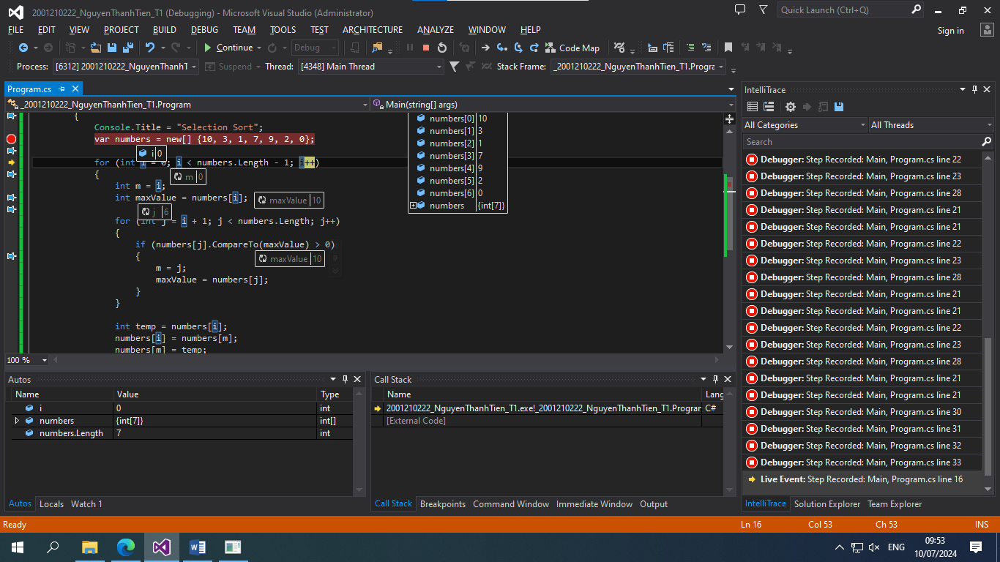 2001210222_NguyenThanhTien_T1 (Debugging) - Microsoft Visual Studio (Administrator)
Quick Launch (Ctrl+Q)
FILE EDIT VIEW PROJECT BUILD DEBUG TEAM TOOLS TEST ARCHITECTURE ANALYZE WINDOW HELP
Sign in
Continue
Debug
Code Map
Process: [6312] 2001210222_NguyenThanhT
Suspend
Thread: [4348] Main Thread
Stack Frame: _2001210222_NguyenThanhTien_T1.Progra
Program.cs
_2001210222_NguyenThanhTien_T1.Program
Main(string[] args)
{
Console.Title = "Selection Sort";
var numbers = new[] {10, 3, 1, 7, 9, 2, 0};
i 0
for (int i = 0; i < numbers.Length - 1; i++)
{
m 0
int m = i;
int maxValue = numbers[i];
maxValue 10
j 6
for (int j = i + 1; j < numbers.Length; j++)
{
if (numbers[j].CompareTo(maxValue) > 0)
{
maxValue 10
m = j;
maxValue = numbers[j];
}
}
int temp = numbers[i];
numbers[i] = numbers[m];
numbers[m] = temp;
numbers[0] 10
numbers[1] 3
numbers[2] 1
numbers[3] 7
numbers[4] 9
numbers[5] 2
numbers[6] 0
numbers {int[7]}
100 %
Autos
Name Value Type
i 0 int
numbers {int[7]} int[]
numbers.Length 7 int
Autos Locals Watch 1
Call Stack
Name Lang
2001210222_NguyenThanhTien_T1.exe!_2001210222_NguyenThanhTien_T1.Program C#
[External Code]
Call Stack Breakpoints Command Window Immediate Window Output
IntelliTrace
All Categories All Threads
Search
Debugger: Step Recorded: Main, Program.cs line 22
Debugger: Step Recorded: Main, Program.cs line 23
Debugger: Step Recorded: Main, Program.cs line 28
Debugger: Step Recorded: Main, Program.cs line 21
Debugger: Step Recorded: Main, Program.cs line 21
Debugger: Step Recorded: Main, Program.cs line 22
Debugger: Step Recorded: Main, Program.cs line 23
Debugger: Step Recorded: Main, Program.cs line 28
Debugger: Step Recorded: Main, Program.cs line 21
Debugger: Step Recorded: Main, Program.cs line 21
Debugger: Step Recorded: Main, Program.cs line 22
Debugger: Step Recorded: Main, Program.cs line 23
Debugger: Step Recorded: Main, Program.cs line 28
Debugger: Step Recorded: Main, Program.cs line 21
Debugger: Step Recorded: Main, Program.cs line 21
Debugger: Step Recorded: Main, Program.cs line 30
Debugger: Step Recorded: Main, Program.cs line 31
Debugger: Step Recorded: Main, Program.cs line 32
Debugger: Step Recorded: Main, Program.cs line 33
Live Event: Step Recorded: Main, Program.cs line 16
IntelliTrace Solution Explorer Team Explorer
Ready
Ln 16 Col 53 Ch 53 INS
ENG
09:53
10/07/2024